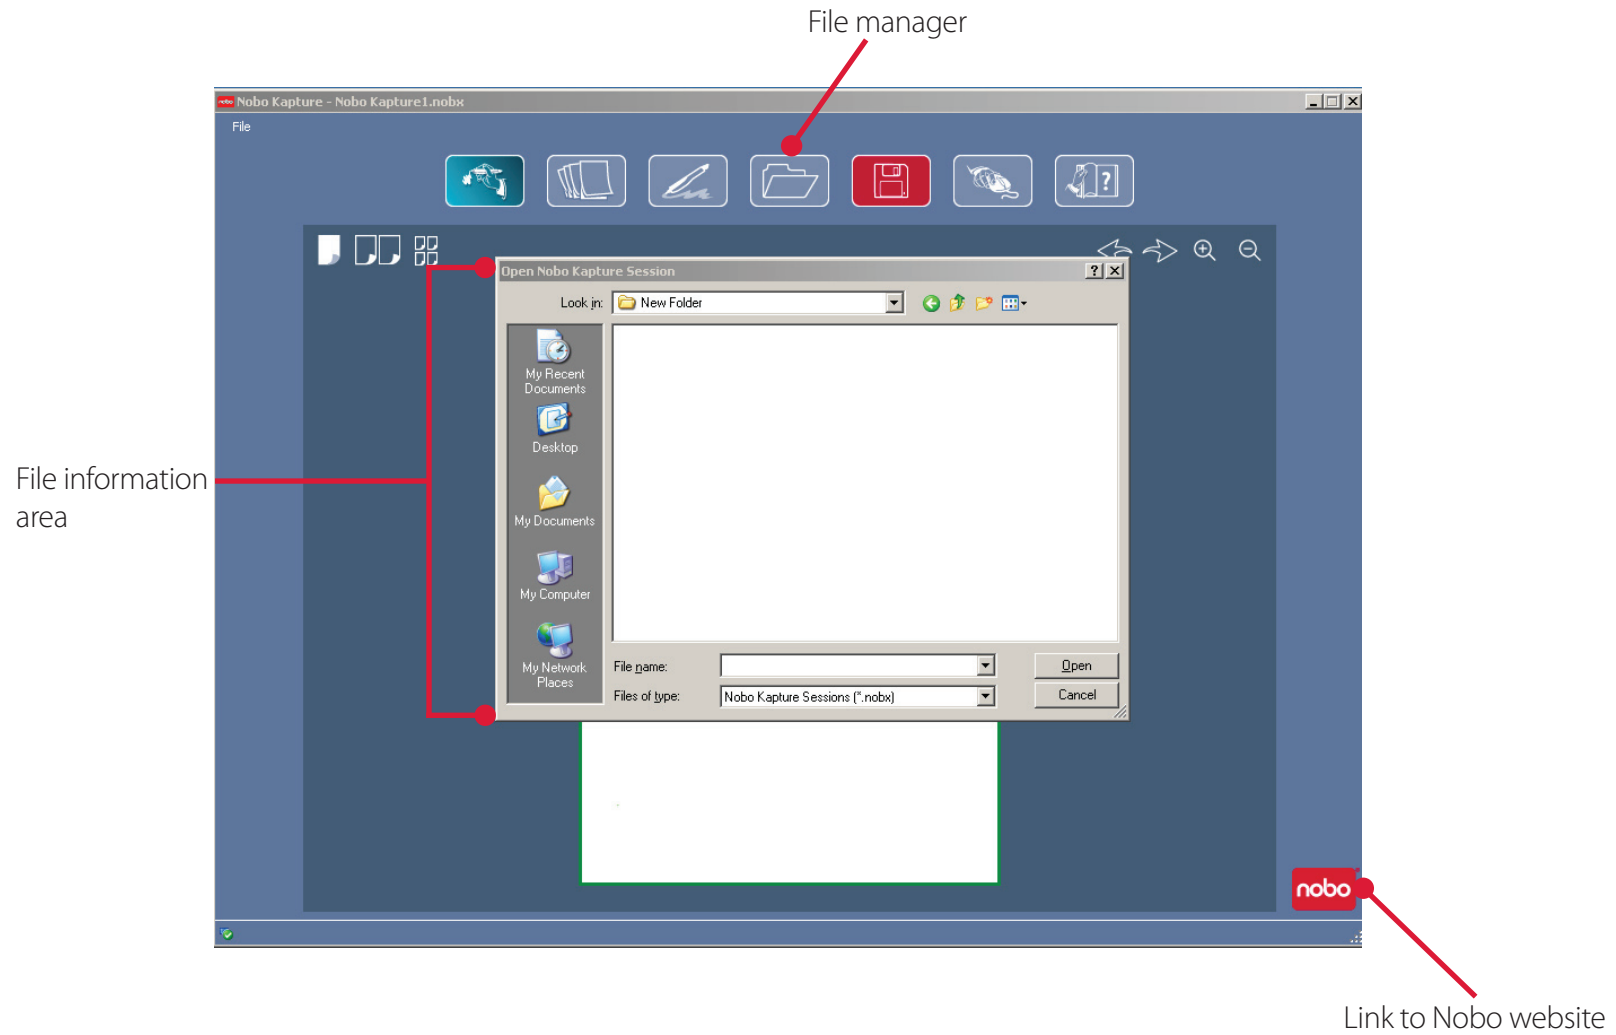 File manager
Nobo Kapture - Nobo Kapture1.nobx
File
?
Open Nobo Kapture Session
?
Look in:
New Folder
My Recent
Documents
Desktop
My Documents
My Computer
My Network
Places
File name:
Open
Files of type:
Nobo Kapture Sessions (*.nobx)
Cancel
File information
area
nobo
Link to Nobo website